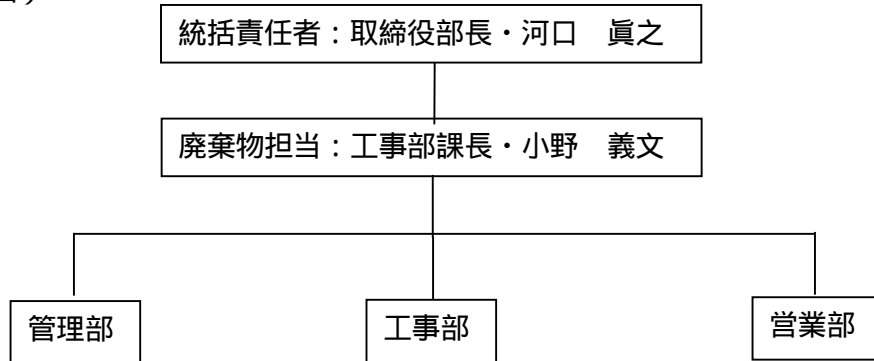 統括責任者：取締役部長・河口　眞之
廃棄物担当：工事部課長・小野　義文
管理部
工事部
営業部